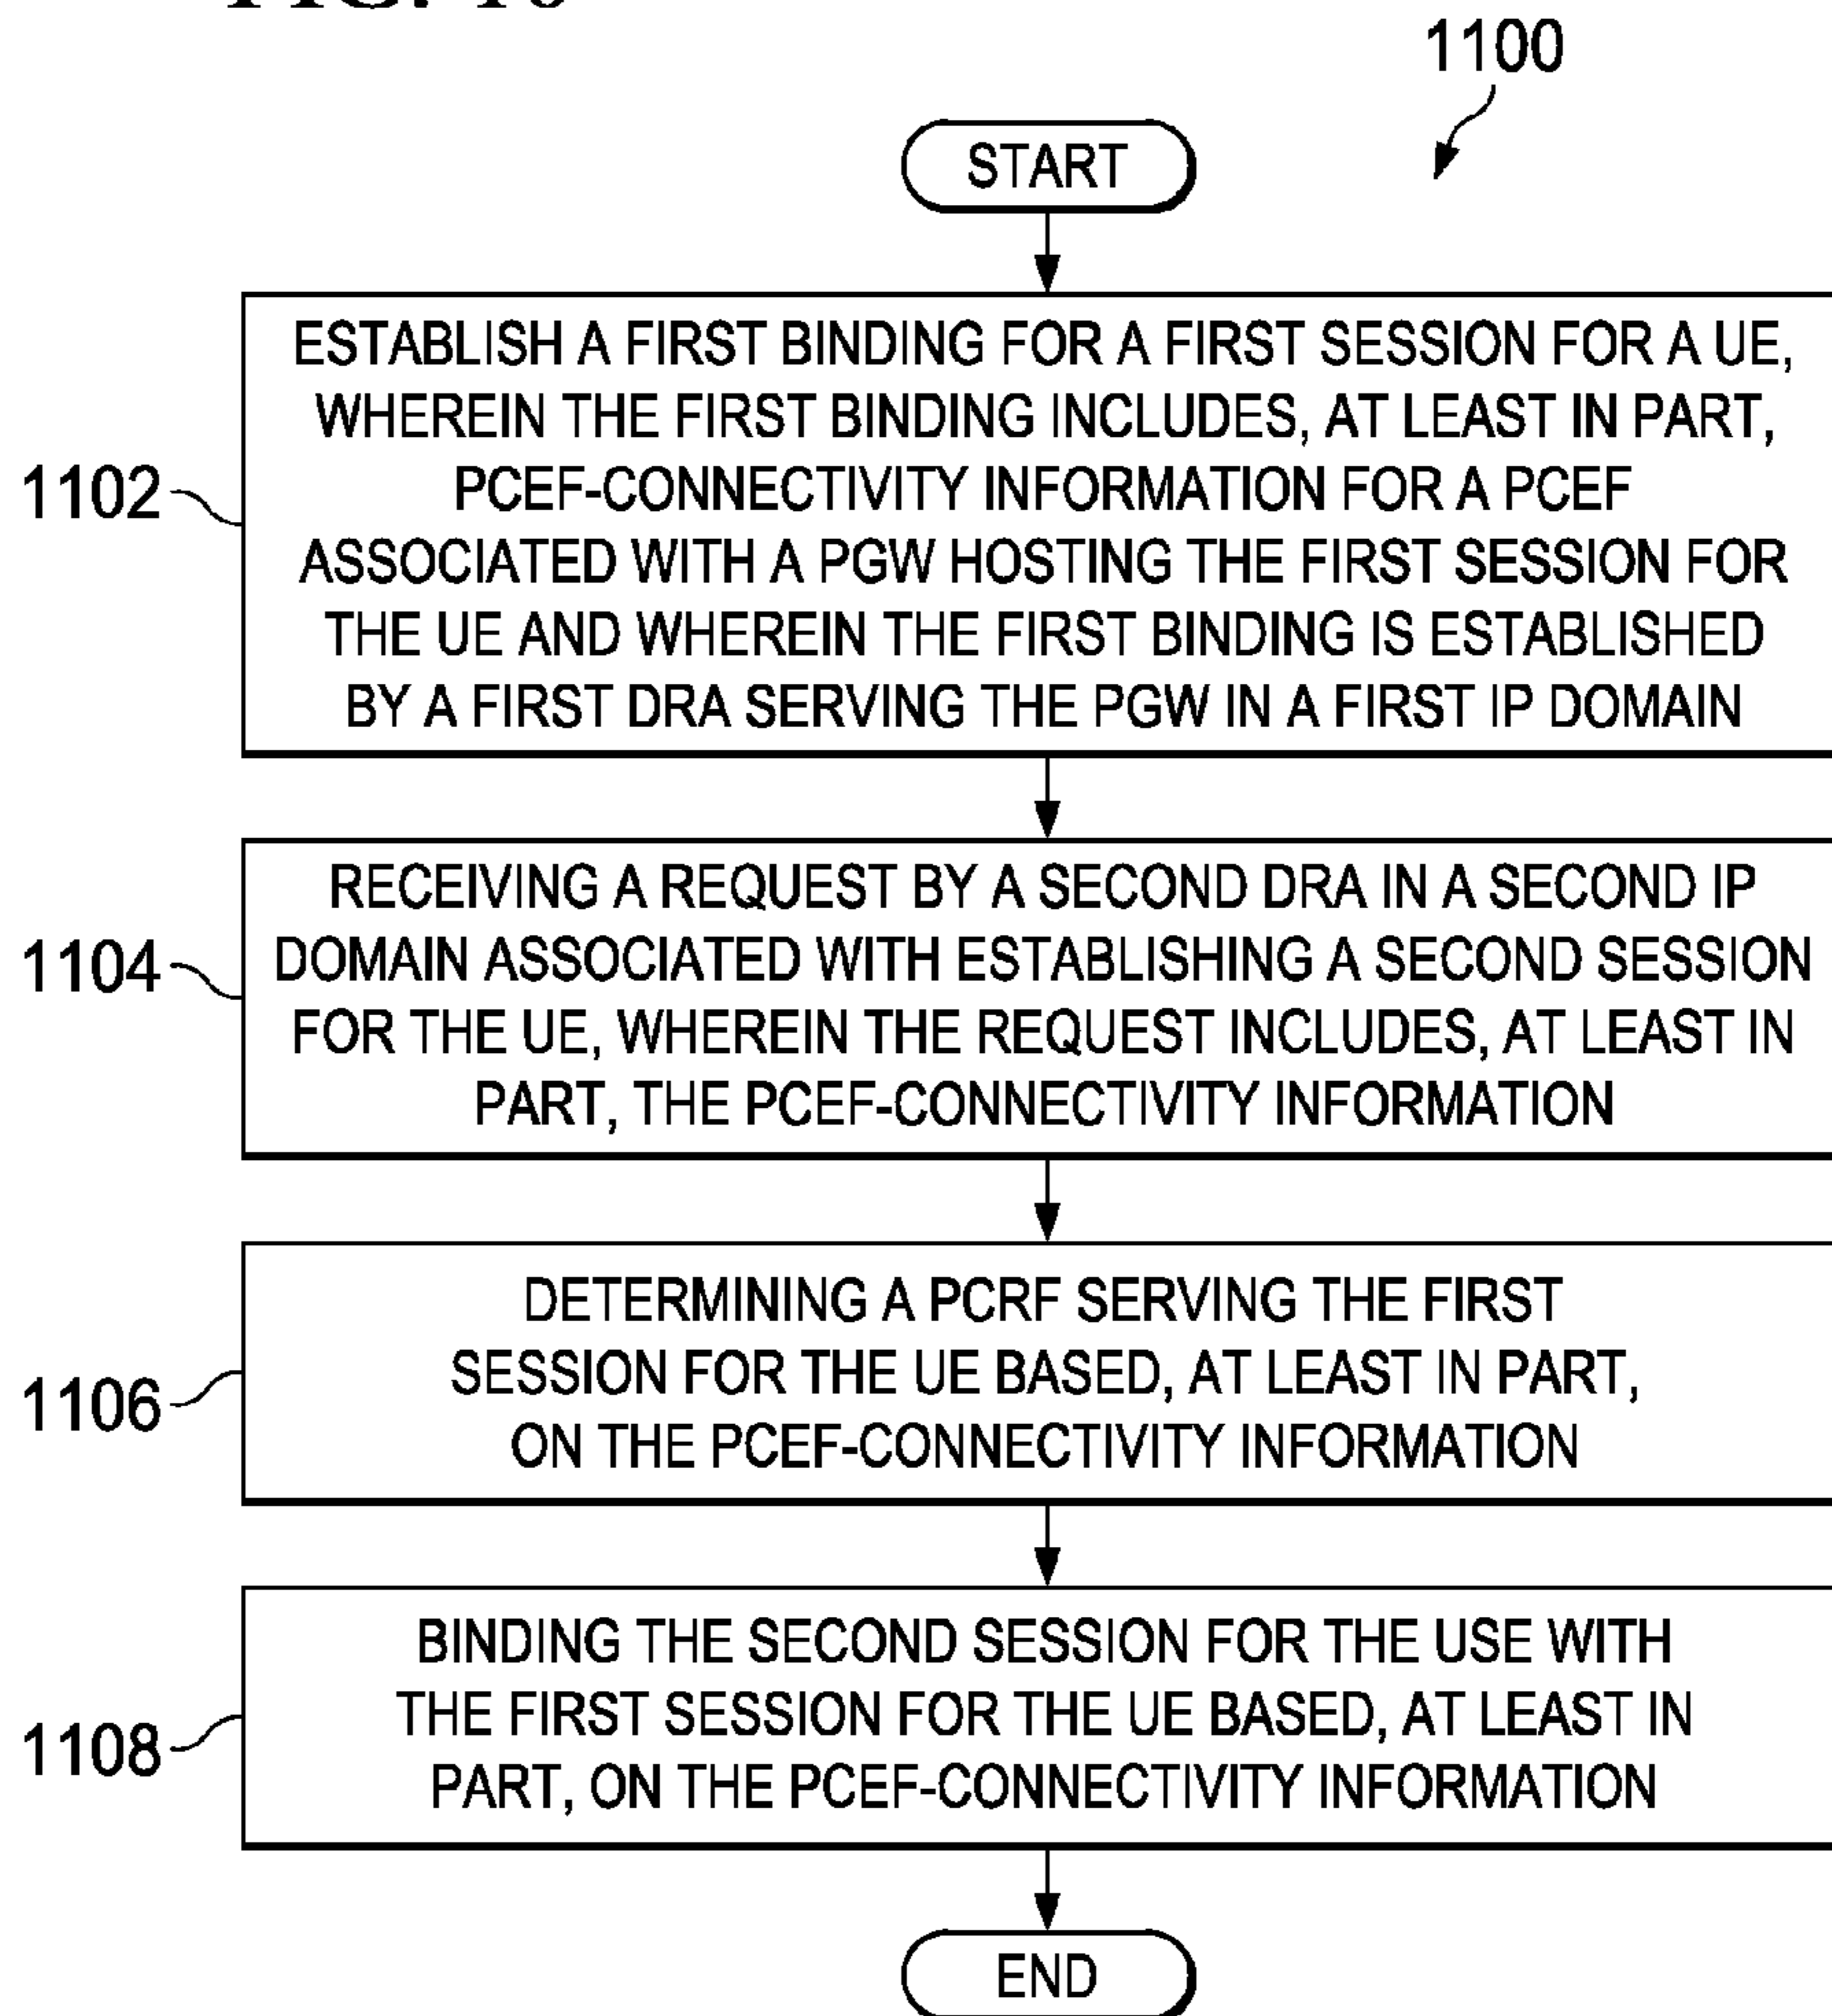 FIG. 10
1100
START
1102
ESTABLISH A FIRST BINDING FOR A FIRST SESSION FOR A UE,
WHEREIN THE FIRST BINDING INCLUDES, AT LEAST IN PART,
PCEF-CONNECTIVITY INFORMATION FOR A PCEF
ASSOCIATED WITH A PGW HOSTING THE FIRST SESSION FOR
THE UE AND WHEREIN THE FIRST BINDING IS ESTABLISHED
BY A FIRST DRA SERVING THE PGW IN A FIRST IP DOMAIN
1104
RECEIVING A REQUEST BY A SECOND DRA IN A SECOND IP
DOMAIN ASSOCIATED WITH ESTABLISHING A SECOND SESSION
FOR THE UE, WHEREIN THE REQUEST INCLUDES, AT LEAST IN
PART, THE PCEF-CONNECTIVITY INFORMATION
1106
DETERMINING A PCRF SERVING THE FIRST
SESSION FOR THE UE BASED, AT LEAST IN PART,
ON THE PCEF-CONNECTIVITY INFORMATION
1108
BINDING THE SECOND SESSION FOR THE USE WITH
THE FIRST SESSION FOR THE UE BASED, AT LEAST IN
PART, ON THE PCEF-CONNECTIVITY INFORMATION
END